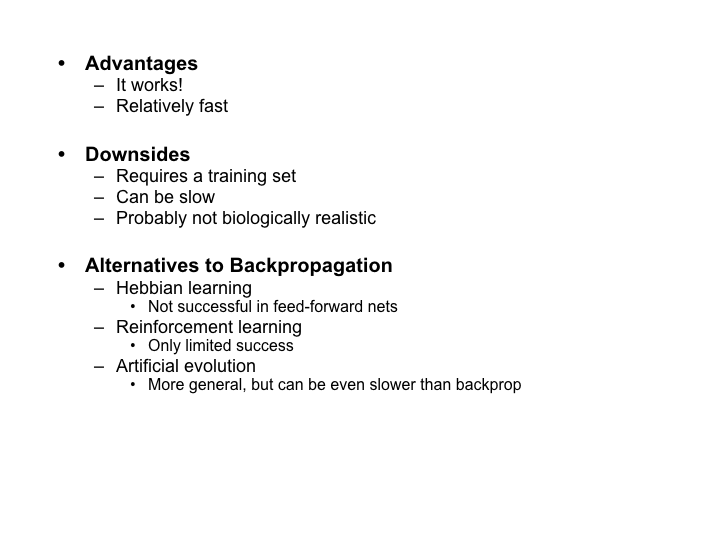 • Advantages
– It works!
– Relatively fast
• Downsides
– Requires a training set
– Can be slow
– Probably not biologically realistic
• Alternatives to Backpropagation
– Hebbian learning
• Not successful in feed-forward nets
– Reinforcement learning
• Only limited success
– Artificial evolution
• More general, but can be even slower than backprop